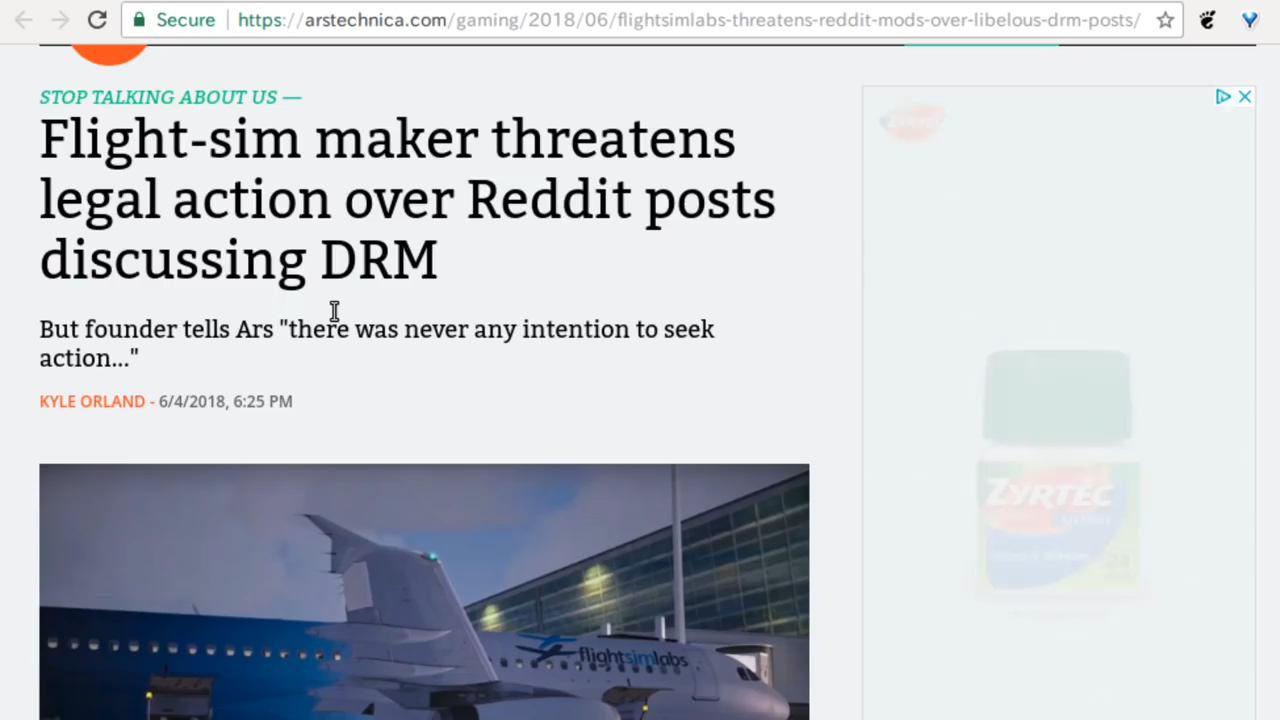 Secure
https://arstechnica.com/gaming/2018/06/flightsimlabs-threatens-reddit-mods-over-libelous-drm-posts/
STOP TALKING ABOUT US —
Flight-sim maker threatens
legal action over Reddit posts
discussing DRM
But founder tells Ars "there was never any intention to seek
action..."
KYLE ORLAND - 6/4/2018, 6:25 PM
flightsimlabs
ZYRTEC